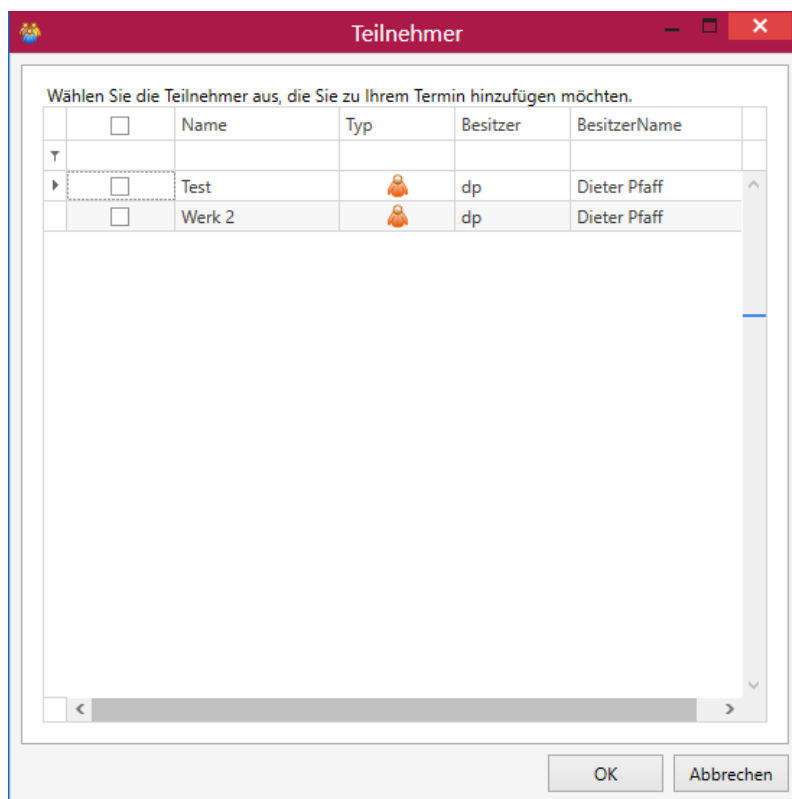 Teilnehmer
Wählen Sie die Teilnehmer aus, die Sie zu Ihrem Termin hinzufügen möchten.
Name Typ Besitzer BesitzerName
Test dp Dieter Pfaff
Werk 2 dp Dieter Pfaff
OK Abbrechen